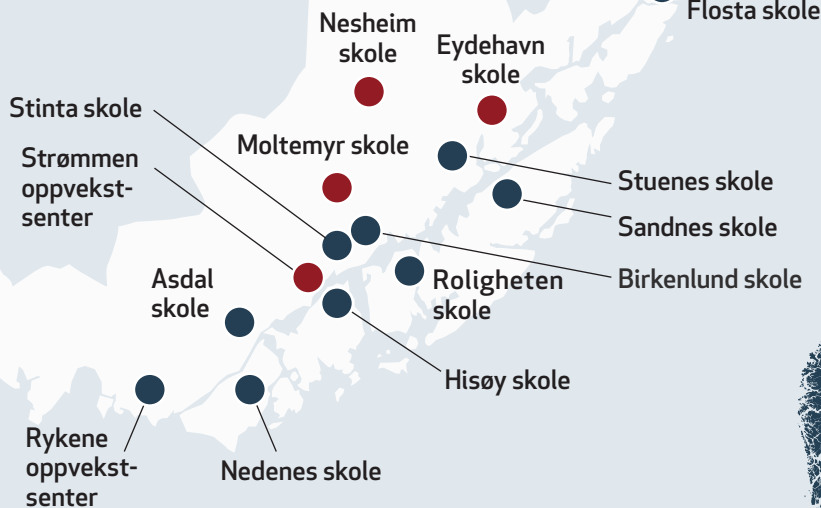 Flosta skole
Nesheim
skole
Eydehavn
skole
Stinta skole
Moltemyr skole
Strømmen
oppvekst-
senter
Stuenes skole
Sandnes skole
Asdal
skole
Roligheten
skole
Birkenlund skole
Hisøy skole
Rykene
oppvekst-
senter
Nedenes skole